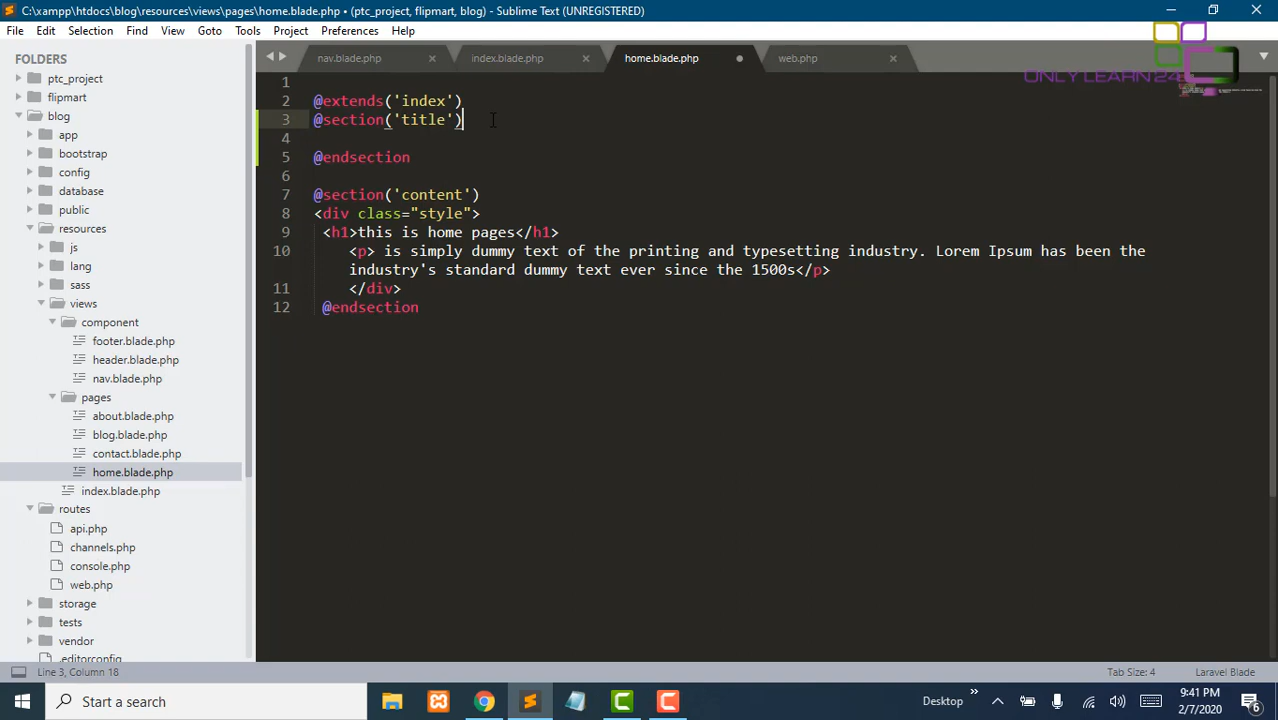 C:\xampp\htdocs\blog\resources\views\pages\home.blade.php • (ptc_project, flipmart, blog) - Sublime Text (UNREGISTERED)
File Edit Selection Find View Goto Tools Project Preferences Help
FOLDERS
ptc_project
flipmart
blog
app
bootstrap
config
database
public
resources
js
lang
sass
views
component
footer.blade.php
header.blade.php
nav.blade.php
pages
about.blade.php
blog.blade.php
contact.blade.php
home.blade.php
index.blade.php
routes
api.php
channels.php
console.php
web.php
storage
tests
vendor
.editorconfig
nav.blade.php index.blade.php home.blade.php web.php
ONLY LEARN 24
1
2 @extends('index')
3 @section('title')
4
5 @endsection
6
7 @section('content')
8 <div class="style">
9 <h1>this is home pages</h1>
10 <p> is simply dummy text of the printing and typesetting industry. Lorem Ipsum has been the
industry's standard dummy text ever since the 1500s</p>
11 </div>
12 @endsection
Line 3, Column 18 Tab Size: 4 Laravel Blade
Start a search Desktop 9:41 PM
2/7/2020 6